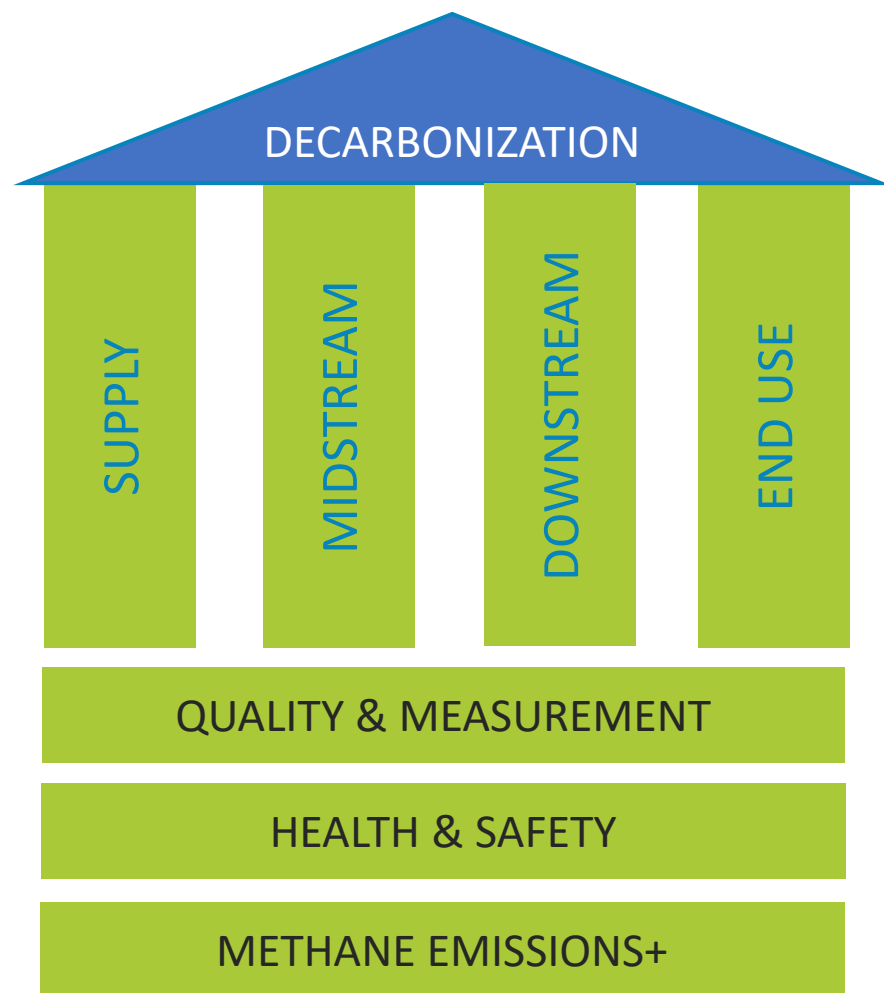 DECARBONIZATION
SUPPLY
MIDSTREAM
DOWNSTREAM
END USE
QUALITY & MEASUREMENT
HEALTH & SAFETY
METHANE EMISSIONS+